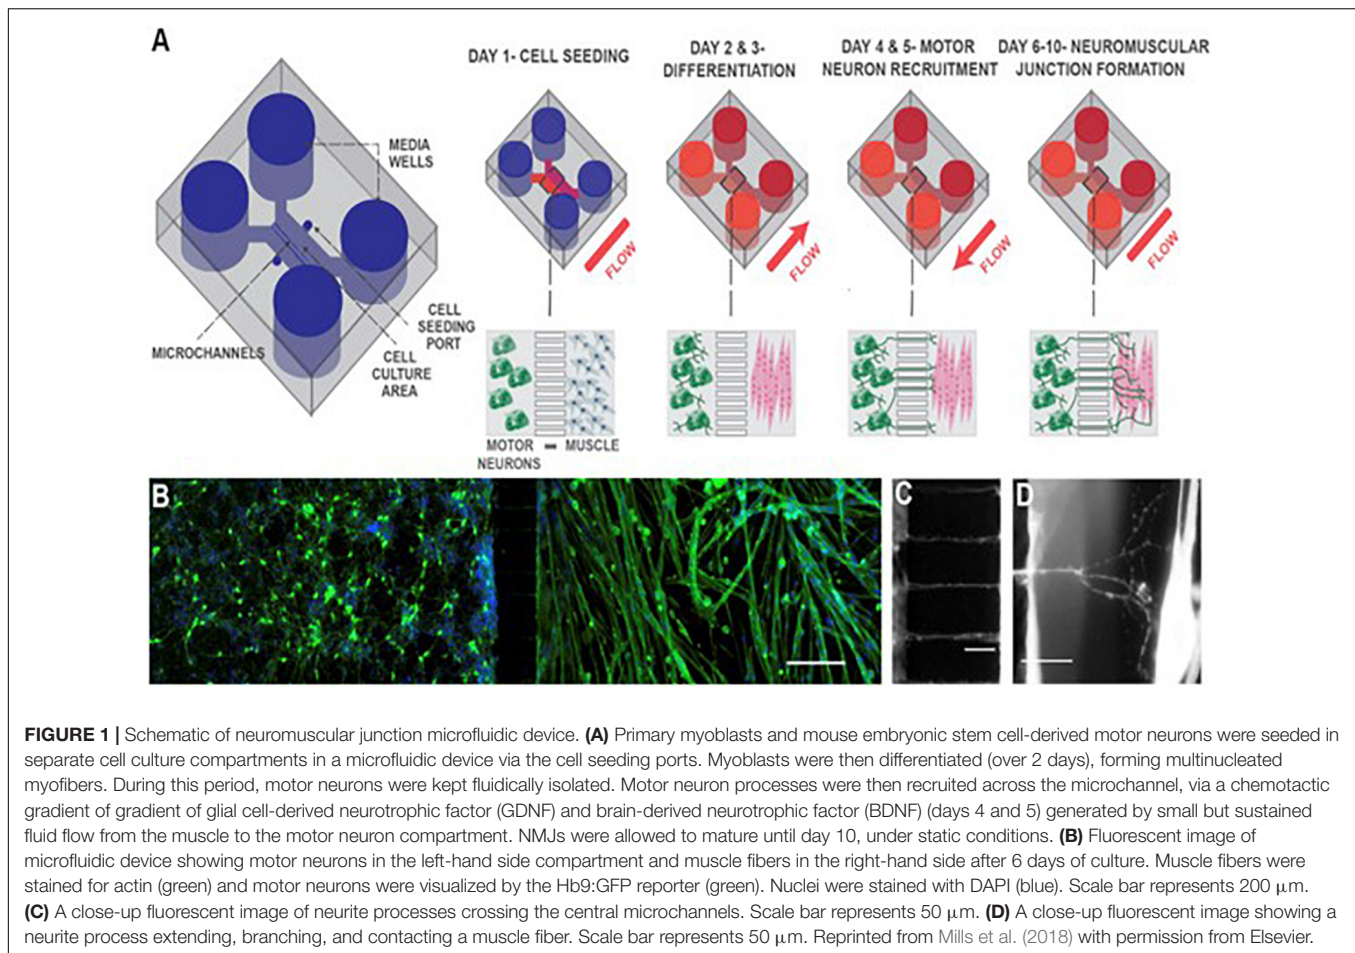 A
DAY 1- CELL SEEDING
DAY 2 & 3-
DIFFERENTIATION
DAY 4 & 5- MOTOR
NEURON RECRUITMENT
DAY 6-10- NEUROMUSCULAR
JUNCTION FORMATION
MEDIA
WELLS
CELL
SEEDING
PORT
MICROCHANNELS
CELL
CULTURE
AREA
FLOW
FLOW
FLOW
FLOW
MOTOR
NEURONS
MUSCLE
B
C
D
FIGURE 1 | Schematic of neuromuscular junction microfluidic device. (A) Primary myoblasts and mouse embryonic stem cell-derived motor neurons were seeded in
separate cell culture compartments in a microfluidic device via the cell seeding ports. Myoblasts were then differentiated (over 2 days), forming multinucleated
myofibers. During this period, motor neurons were kept fluidically isolated. Motor neuron processes were then recruited across the microchannel, via a chemotactic
gradient of gradient of glial cell-derived neurotrophic factor (GDNF) and brain-derived neurotrophic factor (BDNF) (days 4 and 5) generated by small but sustained
fluid flow from the muscle to the motor neuron compartment. NMJs were allowed to mature until day 10, under static conditions. (B) Fluorescent image of
microfluidic device showing motor neurons in the left-hand side compartment and muscle fibers in the right-hand side after 6 days of culture. Muscle fibers were
stained for actin (green) and motor neurons were visualized by the Hb9:GFP reporter (green). Nuclei were stained with DAPI (blue). Scale bar represents 200 μm.
(C) A close-up fluorescent image of neurite processes crossing the central microchannels. Scale bar represents 50 μm. (D) A close-up fluorescent image showing a
neurite process extending, branching, and contacting a muscle fiber. Scale bar represents 50 μm. Reprinted from Mills et al. (2018) with permission from Elsevier.